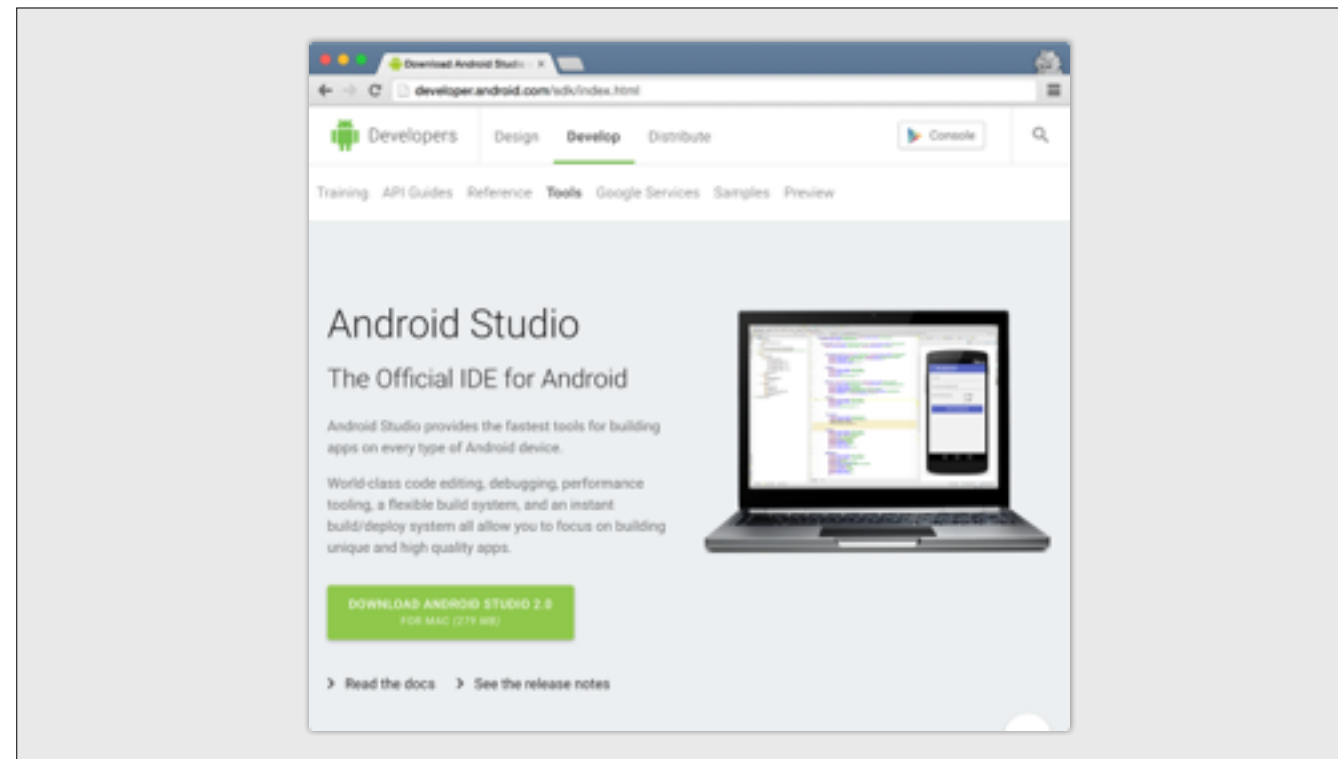 Download Android Studio
developer.android.com/sdk/index.html
Developers Design Develop Distribute Console
Training API Guides Reference Tools Google Services Samples Preview
Android Studio
The Official IDE for Android
Android Studio provides the fastest tools for building
apps on every type of Android device.
World-class code editing, debugging, performance
tooling, a flexible build system, and an instant
build/deploy system all allow you to focus on building
unique and high quality apps.
DOWNLOAD ANDROID STUDIO 2.0
FOR MAC (279 MB)
Read the docs See the release notes